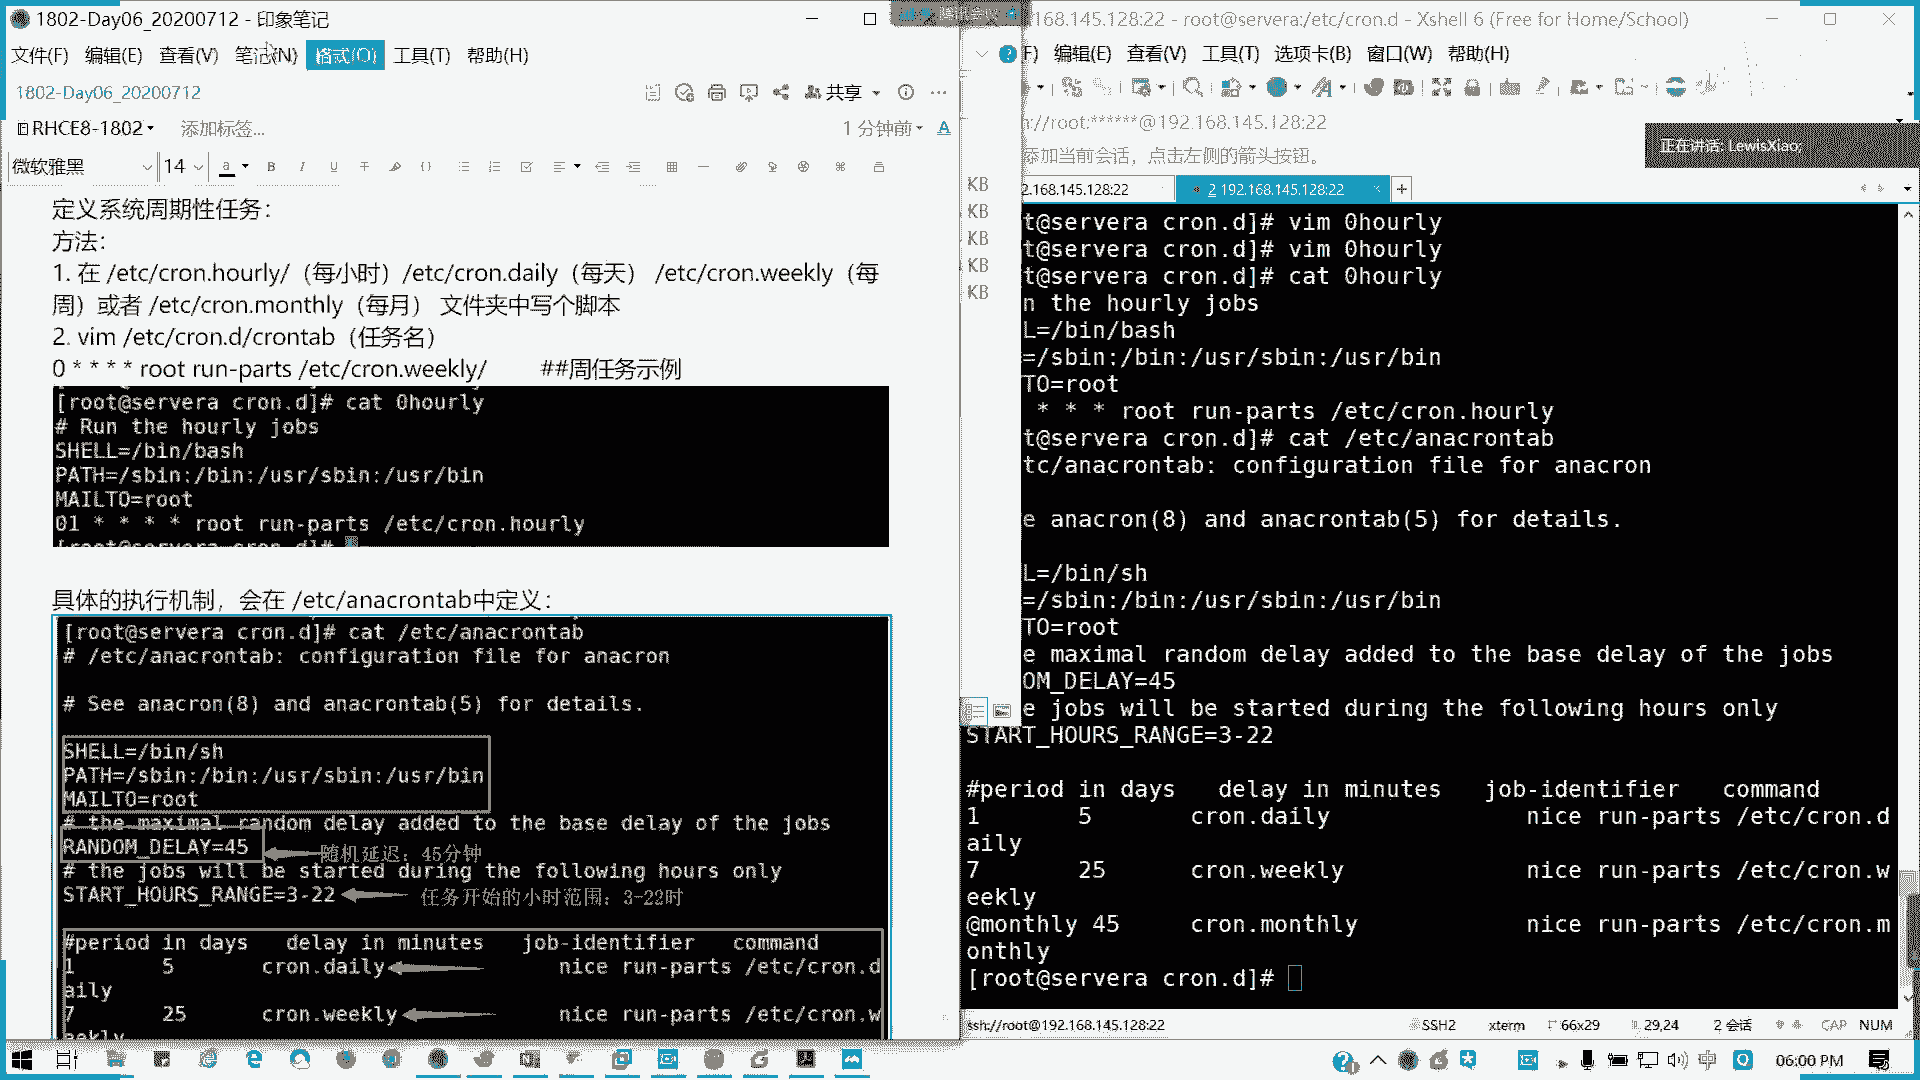 1802-Day06_20200712 - 印象笔记
文件(F) 编辑(E) 查看(V) 笔记(N) 格式(O) 工具(T) 帮助(H)
1802-Day06_20200712
共享
RHCE8-1802 添加标签...
1 分钟前
微软雅黑 14
定义系统周期性任务：
方法：
1. 在 /etc/cron.hourly/（每小时）/etc/cron.daily（每天） /etc/cron.weekly（每
周）或者 /etc/cron.monthly（每月） 文件夹中写个脚本
2. vim /etc/cron.d/crontab（任务名）
0 * * * * root run-parts /etc/cron.weekly/ ##周任务示例
[root@servera cron.d]# cat 0hourly
# Run the hourly jobs
SHELL=/bin/bash
PATH=/sbin:/bin:/usr/sbin:/usr/bin
MAILTO=root
01 * * * * root run-parts /etc/cron.hourly
[root@servera cron.d]#
具体的执行机制，会在 /etc/anacrontab中定义：
[root@servera cron.d]# cat /etc/anacrontab
# /etc/anacrontab: configuration file for anacron
# See anacron(8) and anacrontab(5) for details.
SHELL=/bin/sh
PATH=/sbin:/bin:/usr/sbin:/usr/bin
MAILTO=root
# the maximal random delay added to the base delay of the jobs
RANDOM_DELAY=45 随机延迟：45分钟
# the jobs will be started during the following hours only
START_HOURS_RANGE=3-22 任务开始的小时范围：3-22时
#period in days delay in minutes job-identifier command
1 5 cron.daily nice run-parts /etc/cron.d
aily
7 25 cron.weekly nice run-parts /etc/cron.w
eekly
KB
KB
KB
KB
KB
168.145.128:22 - root@servera:/etc/cron.d - Xshell 6 (Free for Home/School)
F) 编辑(E) 查看(V) 工具(T) 选项卡(B) 窗口(W) 帮助(H)
//root:******@192.168.145.128:22
添加当前会话，点击左侧的箭头按钮。
正在讲话: LewisXiao;
2.168.145.128:22 2 192.168.145.128:22
t@servera cron.d]# vim 0hourly
t@servera cron.d]# vim 0hourly
t@servera cron.d]# cat 0hourly
n the hourly jobs
L=/bin/bash
=/sbin:/bin:/usr/sbin:/usr/bin
TO=root
* * * root run-parts /etc/cron.hourly
t@servera cron.d]# cat /etc/anacrontab
tc/anacrontab: configuration file for anacron
e anacron(8) and anacrontab(5) for details.
L=/bin/sh
=/sbin:/bin:/usr/sbin:/usr/bin
TO=root
e maximal random delay added to the base delay of the jobs
OM_DELAY=45
e jobs will be started during the following hours only
START_HOURS_RANGE=3-22
#period in days delay in minutes job-identifier command
1 5 cron.daily nice run-parts /etc/cron.d
aily
7 25 cron.weekly nice run-parts /etc/cron.w
eekly
@monthly 45 cron.monthly nice run-parts /etc/cron.m
onthly
[root@servera cron.d]#
ssh://root@192.168.145.128:22 SSH2 xterm 66x29 29,24 2 会话 CAP NUM
06:00 PM